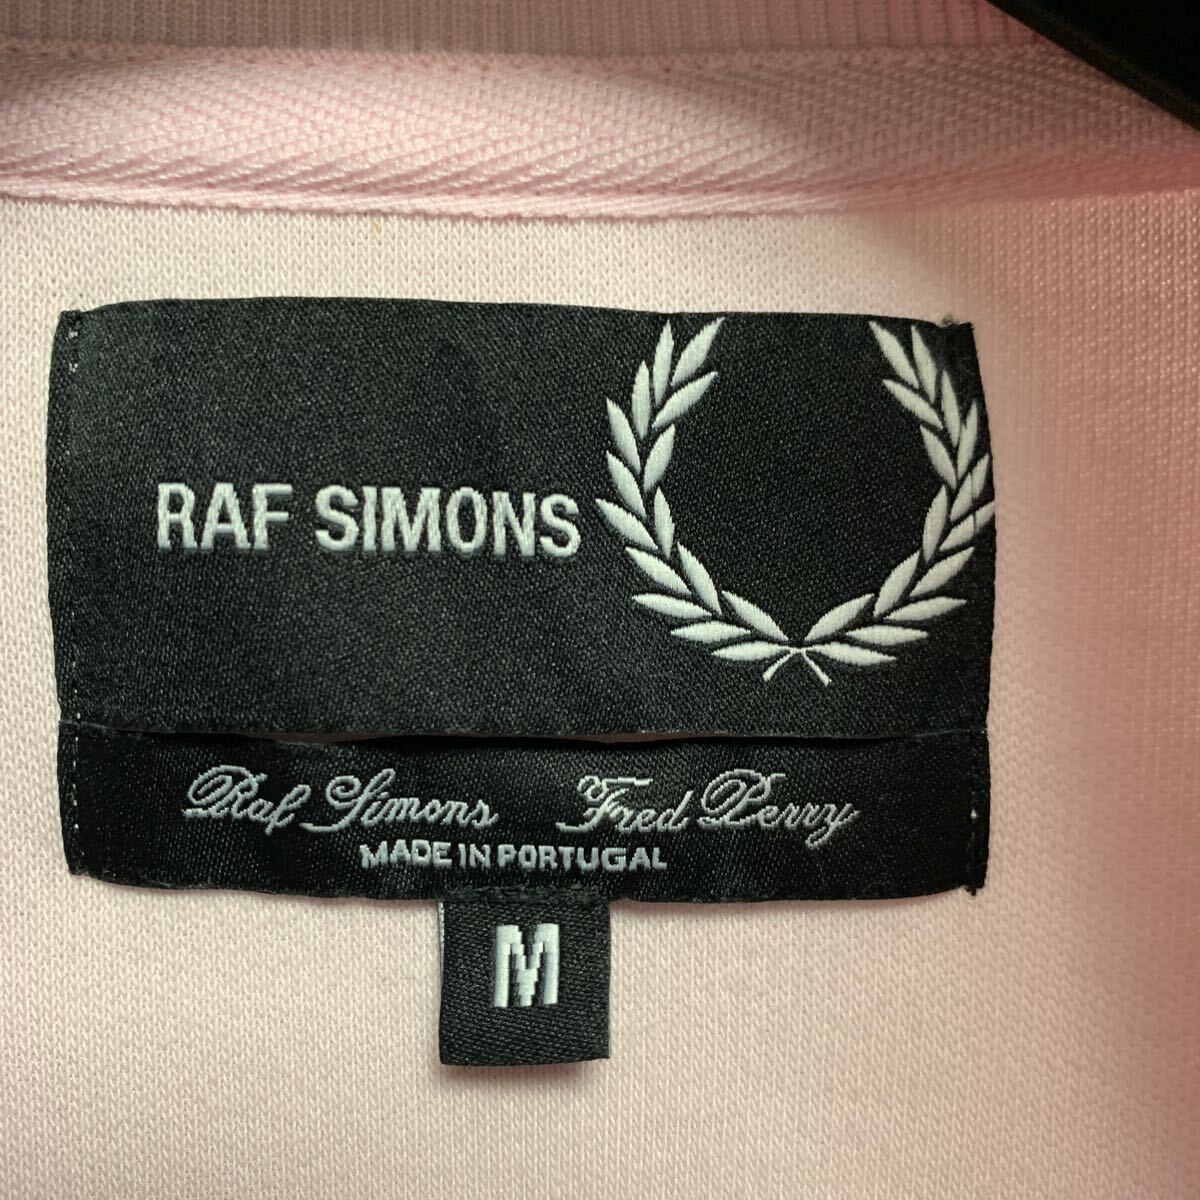 RAF SIMONS
Raf Simons Fred Perry
MADE IN PORTUGAL
M